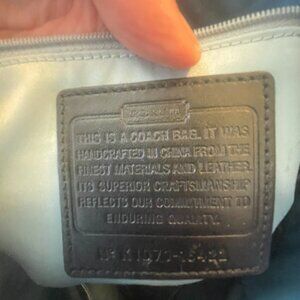 THIS IS A COACH BAG. IT WAS
HANDCRAFTED IN CHINA FROM THE
FINEST MATERIALS AND LEATHER.
ITS SUPERIOR CRAFTSMANSHIP
REFLECTS OUR COMMITMENT TO
ENDURING QUALITY.